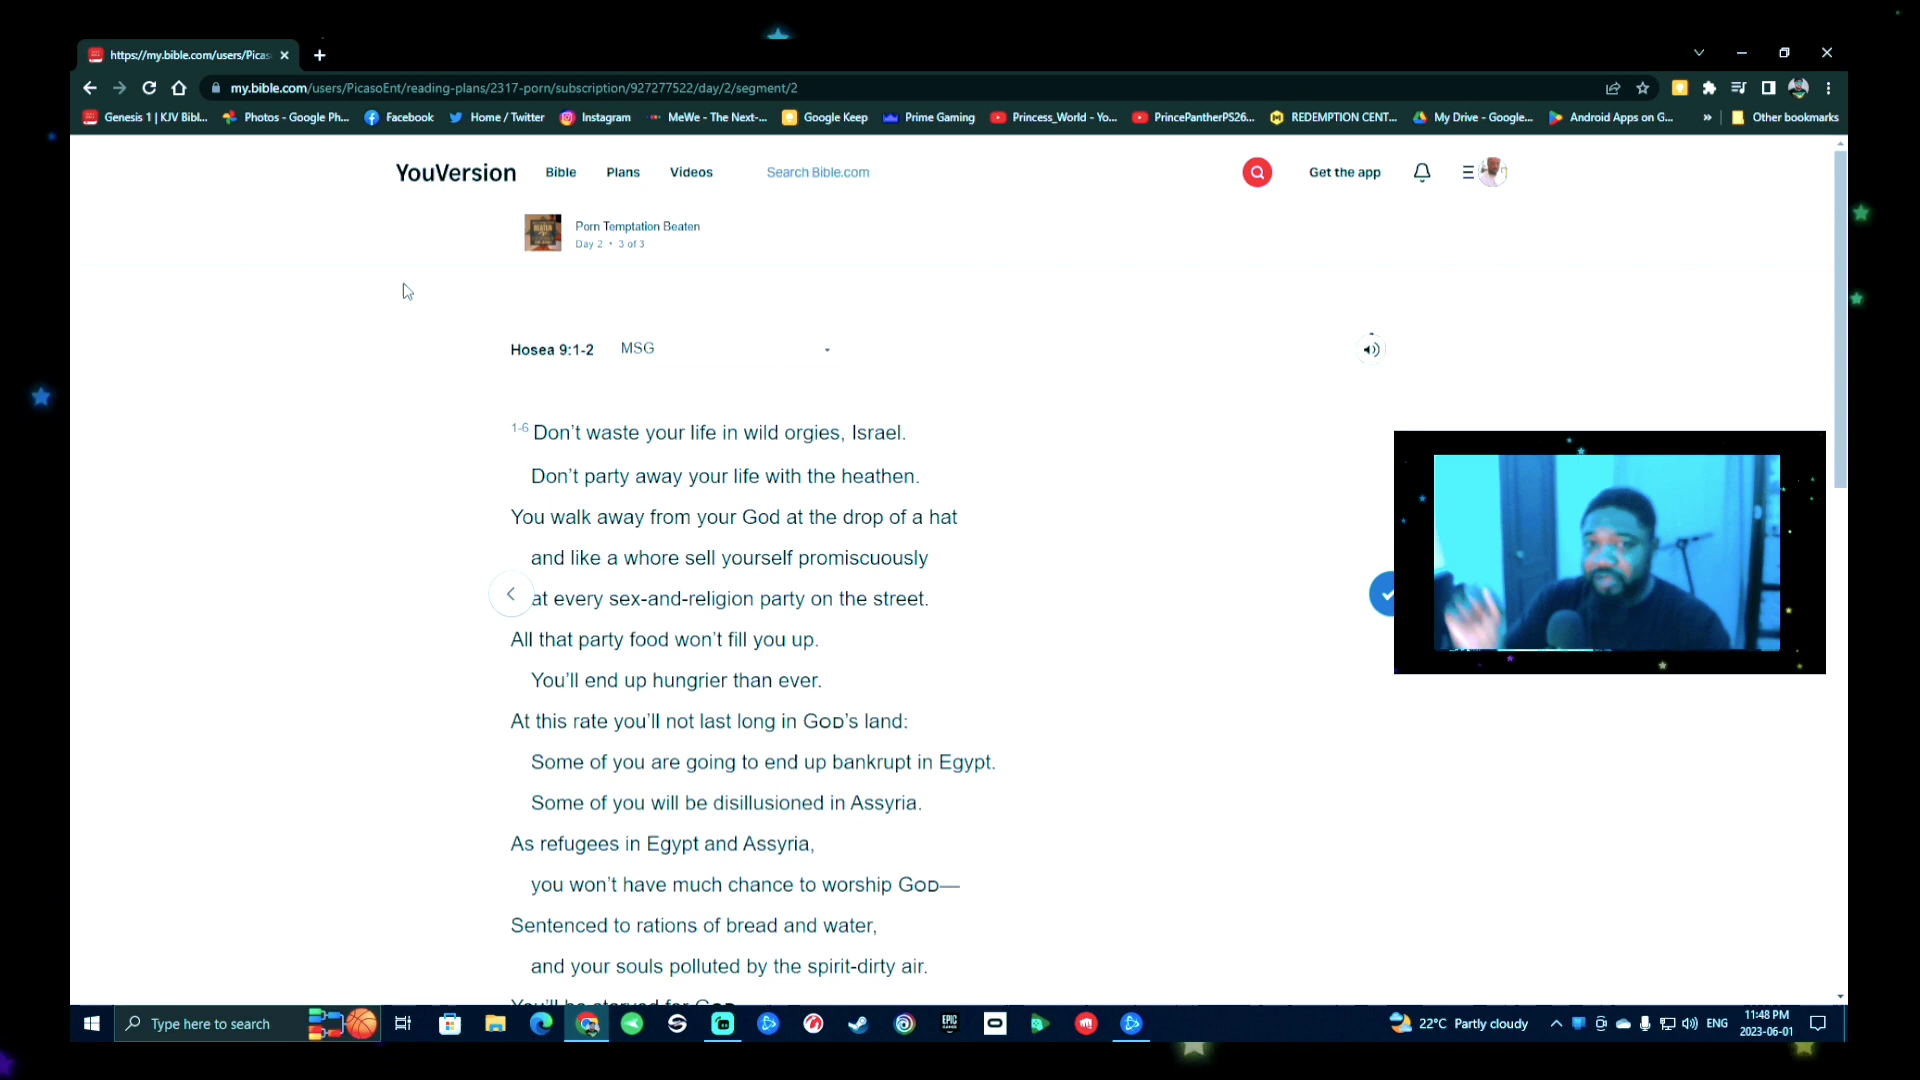 https://my.bible.com/users/Picas
my.bible.com/users/PicasoEnt/reading-plans/2317-porn/subscription/927277522/day/2/segment/2
Genesis 1 | KJV Bibl... Photos - Google Ph... Facebook Home / Twitter Instagram MeWe - The Next-... Google Keep Prime Gaming Princess_World - Yo... PrincePantherPS26... REDEMPTION CENT... My Drive - Google... Android Apps on G... » Other bookmarks
YouVersion Bible Plans Videos Search Bible.com Get the app
Porn Temptation Beaten
Day 2 • 3 of 3
Hosea 9:1-2 MSG
1-6 Don’t waste your life in wild orgies, Israel.
Don’t party away your life with the heathen.
You walk away from your God at the drop of a hat
and like a whore sell yourself promiscuously
at every sex-and-religion party on the street.
All that party food won’t fill you up.
You’ll end up hungrier than ever.
At this rate you’ll not last long in GOD’s land:
Some of you are going to end up bankrupt in Egypt.
Some of you will be disillusioned in Assyria.
As refugees in Egypt and Assyria,
you won’t have much chance to worship GOD—
Sentenced to rations of bread and water,
and your souls polluted by the spirit-dirty air.
You’ll be starved for GOD
Type here to search EPIC GAMES 22°C Partly cloudy ENG 11:48 PM
2023-06-01